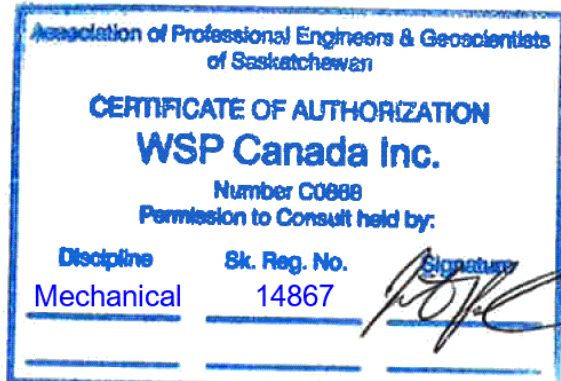 Association of Professional Engineers & Geoscientists
of Saskatchewan
CERTIFICATE OF AUTHORIZATION
WSP Canada Inc.
Number C0888
Permission to Consult held by:
Discipline Sk. Reg. No. Signature
Mechanical 14867